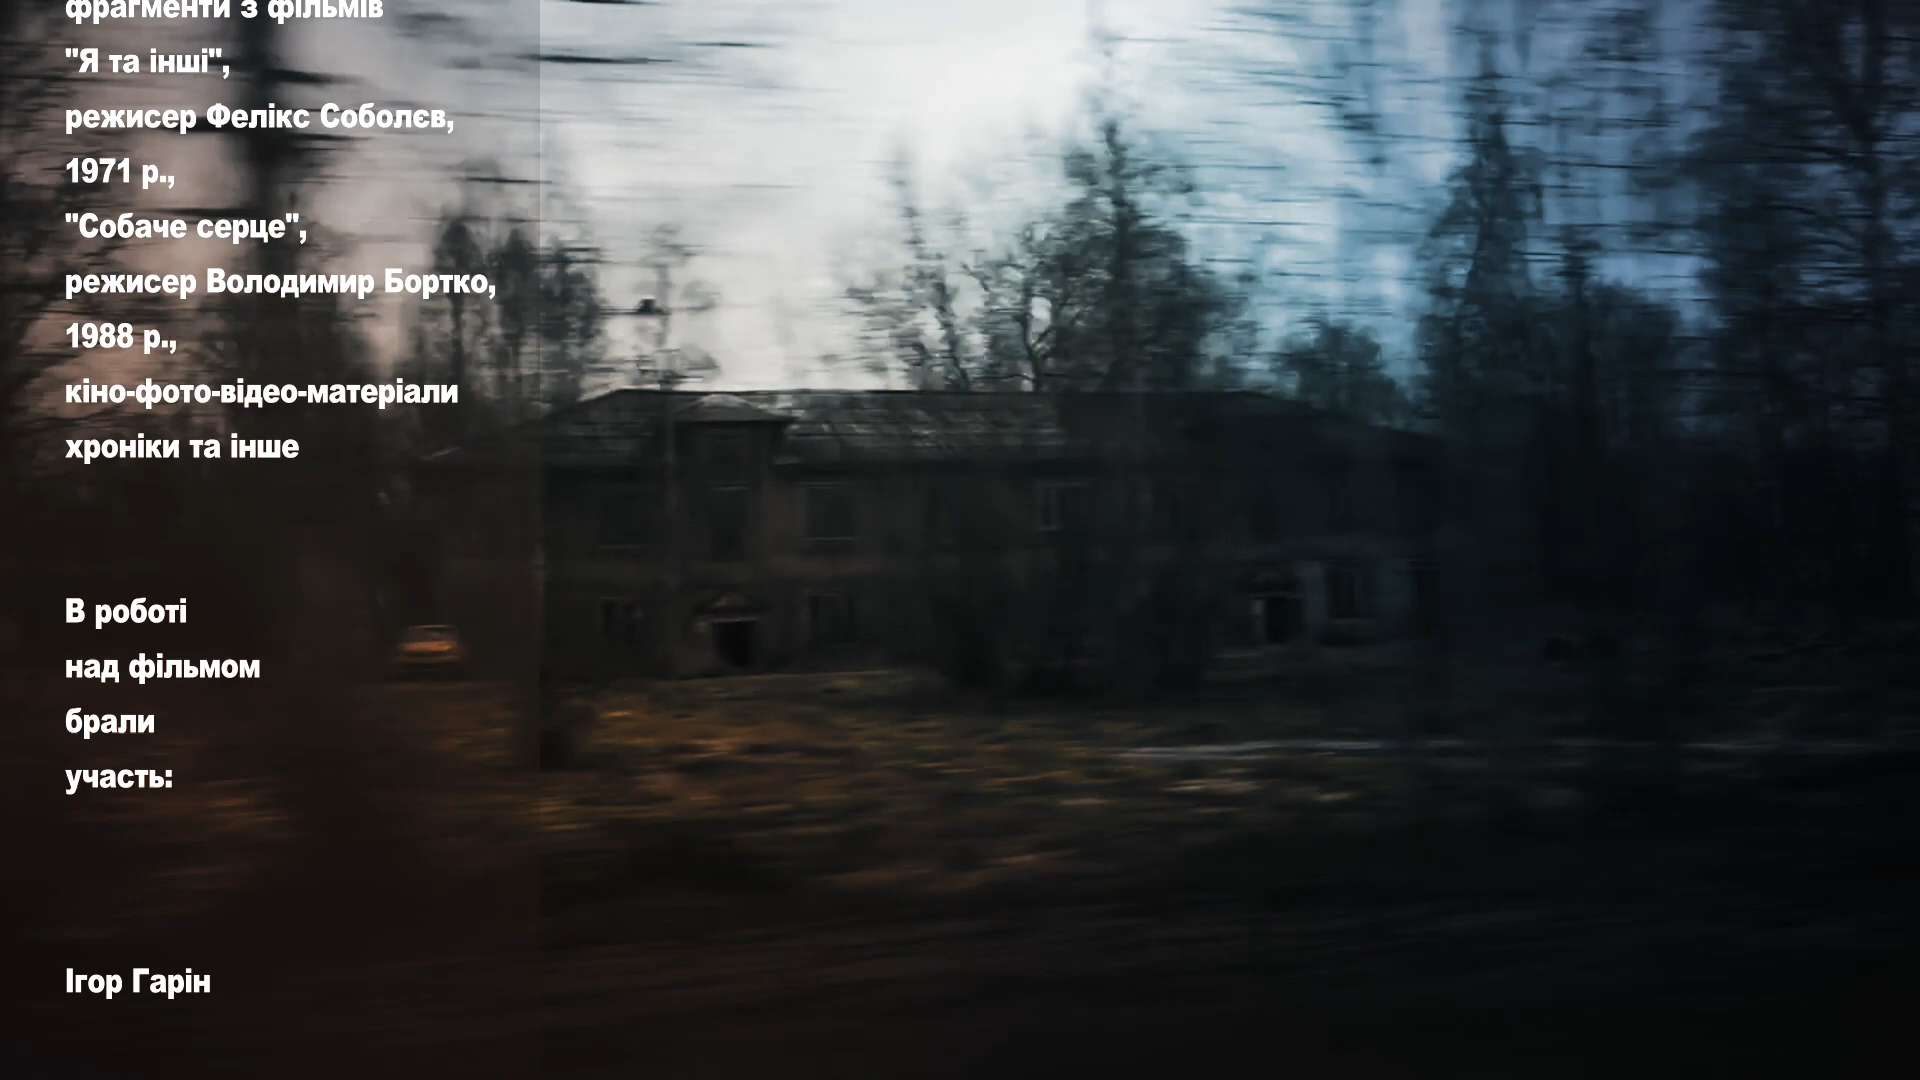 фрагменти з фільмів
"Я та інші",
режисер Фелікс Соболєв,
1971 р.,
"Собаче серце",
режисер Володимир Бортко,
1988 р.,
кіно-фото-відео-матеріали
хроніки та інше
В роботі
над фільмом
брали
участь:
Ігор Гарін